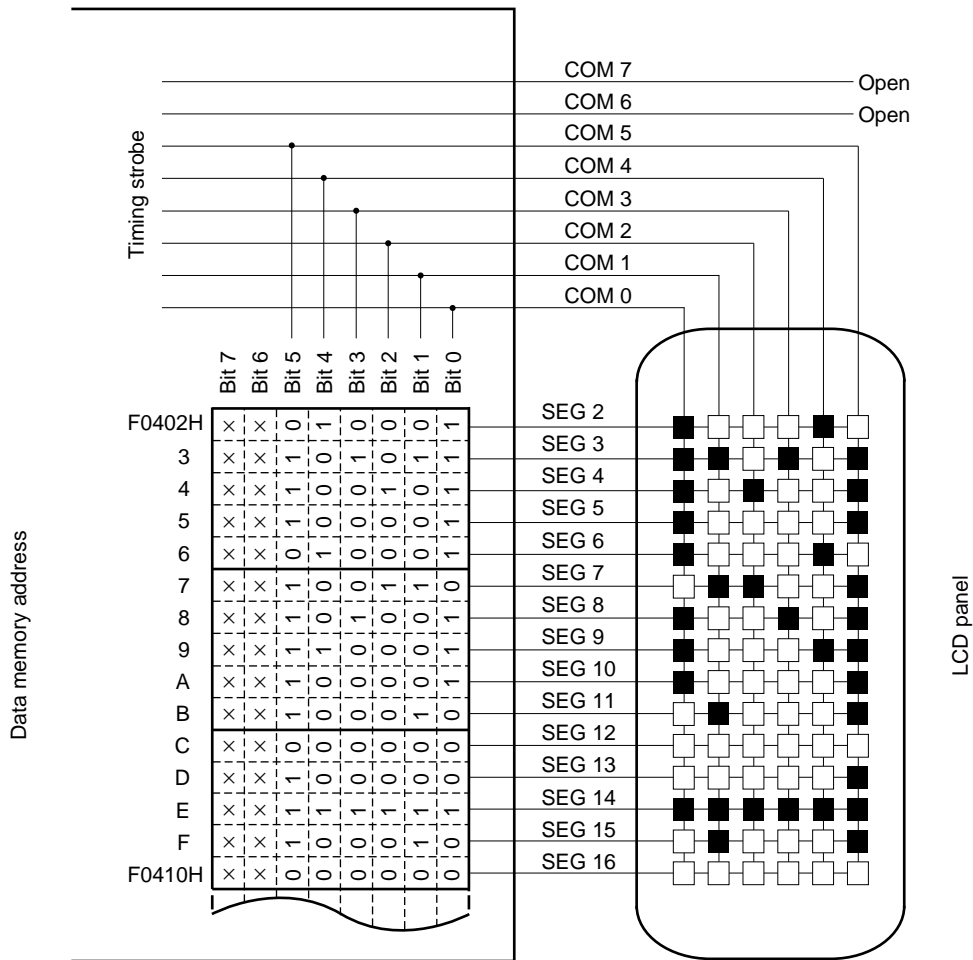 COM 7
Open
COM 6
Open
COM 5
COM 4
COM 3
COM 2
COM 1
COM 0
Timing strobe
Bit 7 Bit 6 Bit 5 Bit 4 Bit 3 Bit 2 Bit 1 Bit 0
F0402H × × 0 1 0 0 0 1 SEG 2
3 × × 1 0 1 0 1 1 SEG 3
4 × × 1 0 0 1 0 1 SEG 4
5 × × 1 0 0 0 0 1 SEG 5
6 × × 0 1 0 0 0 1 SEG 6
7 × × 1 0 0 1 1 0 SEG 7
8 × × 1 0 1 0 0 1 SEG 8
9 × × 1 1 0 0 0 1 SEG 9
A × × 1 0 0 0 0 1 SEG 10
B × × 1 0 0 0 1 0 SEG 11
C × × 0 0 0 0 0 0 SEG 12
D × × 1 0 0 0 0 0 SEG 13
E × × 1 1 1 1 1 1 SEG 14
F × × 1 0 0 0 1 0 SEG 15
F0410H × × 0 0 0 0 0 0 SEG 16
Data memory address
LCD panel